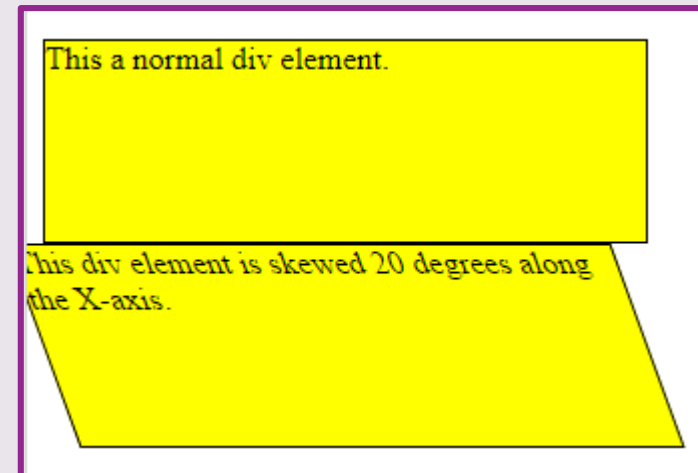 This a normal div element.
This div element is skewed 20 degrees along
the X-axis.